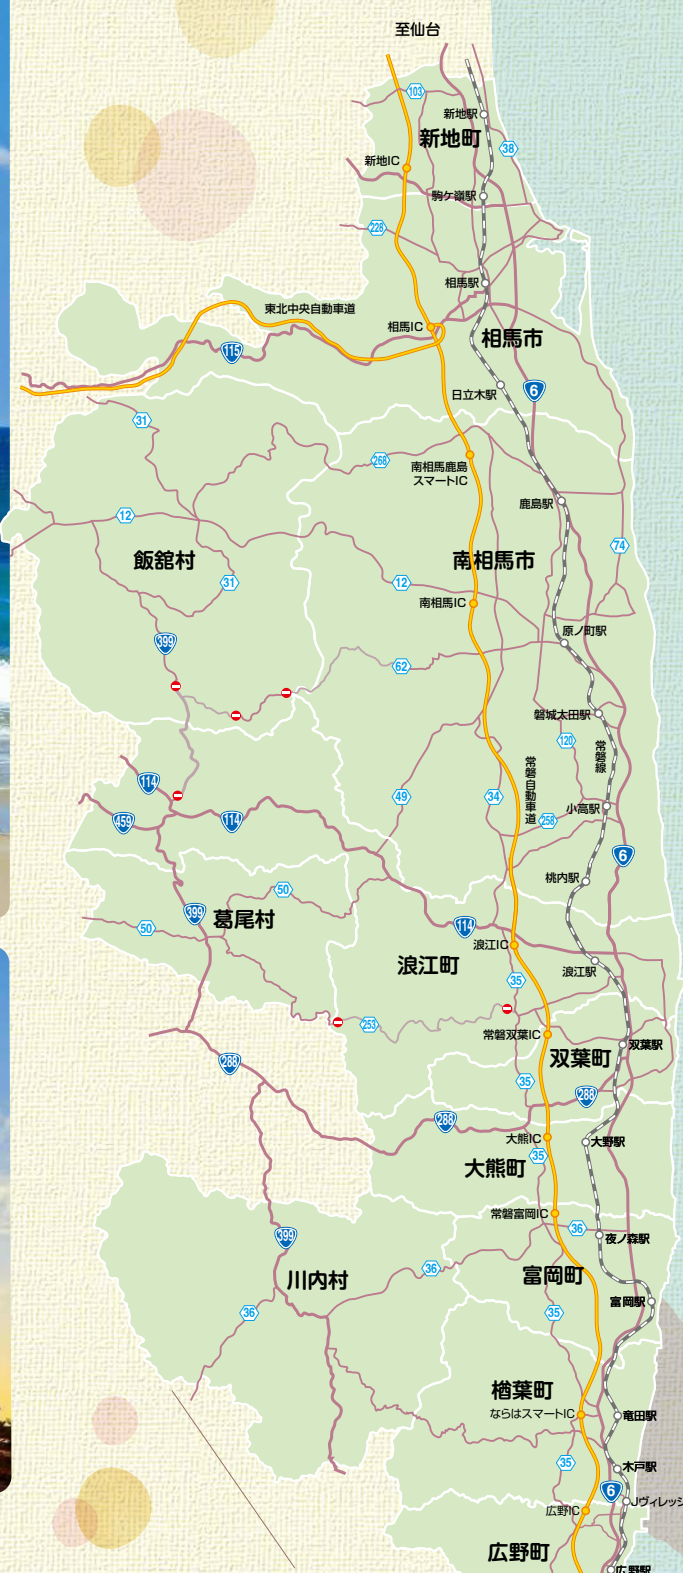 至仙台
103
新地駅
新地町
38
新地IC
駒ケ嶺駅
228
相馬駅
東北中央自動車道
相馬IC
相馬市
115
日立木駅
6
31
268
南相馬鹿島
スマートIC
鹿島駅
12
74
飯舘村
南相馬市
31
12
南相馬IC
399
原ノ町駅
62
磐城太田駅
120
常磐線
常磐自動車道
114
49
34
小高駅
459
114
258
6
桃内駅
50
399
葛尾村
50
114
浪江IC
浪江町
浪江駅
35
253
常磐双葉IC
双葉駅
双葉町
288
35
288
288
大熊IC
大野駅
35
大熊町
常磐富岡IC
36
399
夜ノ森駅
36
富岡町
川内村
富岡駅
36
35
楢葉町
ならはスマートIC
竜田駅
35
木戸駅
6
Jヴィレッジ
広野IC
広野町
広野駅